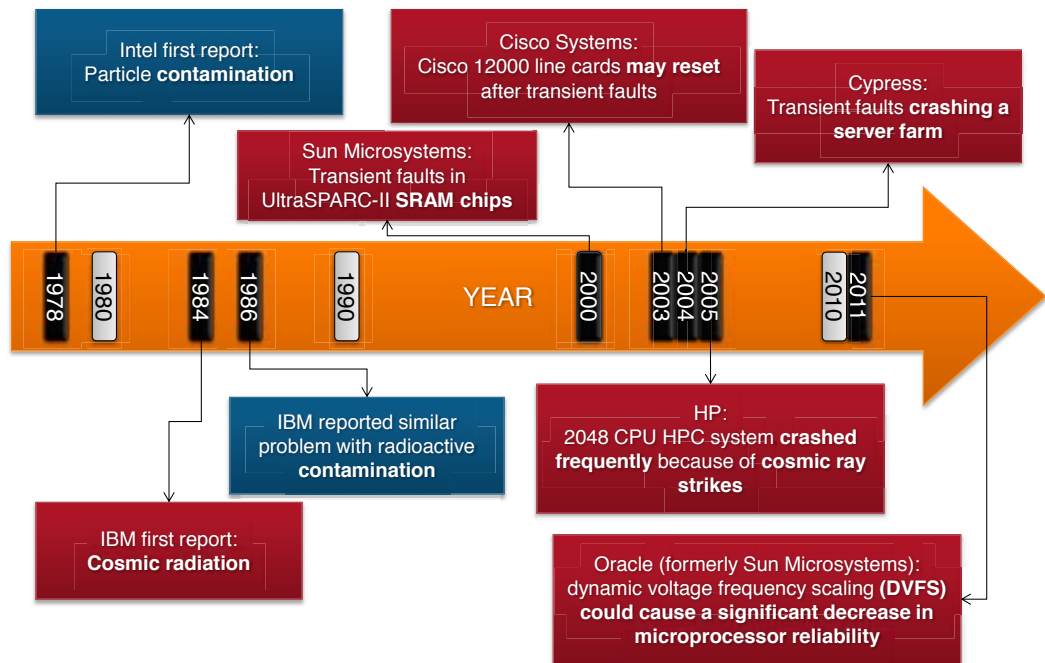 Intel first report:
Particle contamination
Cisco Systems:
Cisco 12000 line cards may reset
after transient faults
Cypress:
Transient faults crashing a
server farm
Sun Microsystems:
Transient faults in
UltraSPARC-II SRAM chips
1978
1980
1984
1986
1990
YEAR
2000
2003
2004
2005
2010
2011
IBM reported similar
problem with radioactive
contamination
HP:
2048 CPU HPC system crashed
frequently because of cosmic ray
strikes
IBM first report:
Cosmic radiation
Oracle (formerly Sun Microsystems):
dynamic voltage frequency scaling (DVFS)
could cause a significant decrease in
microprocessor reliability